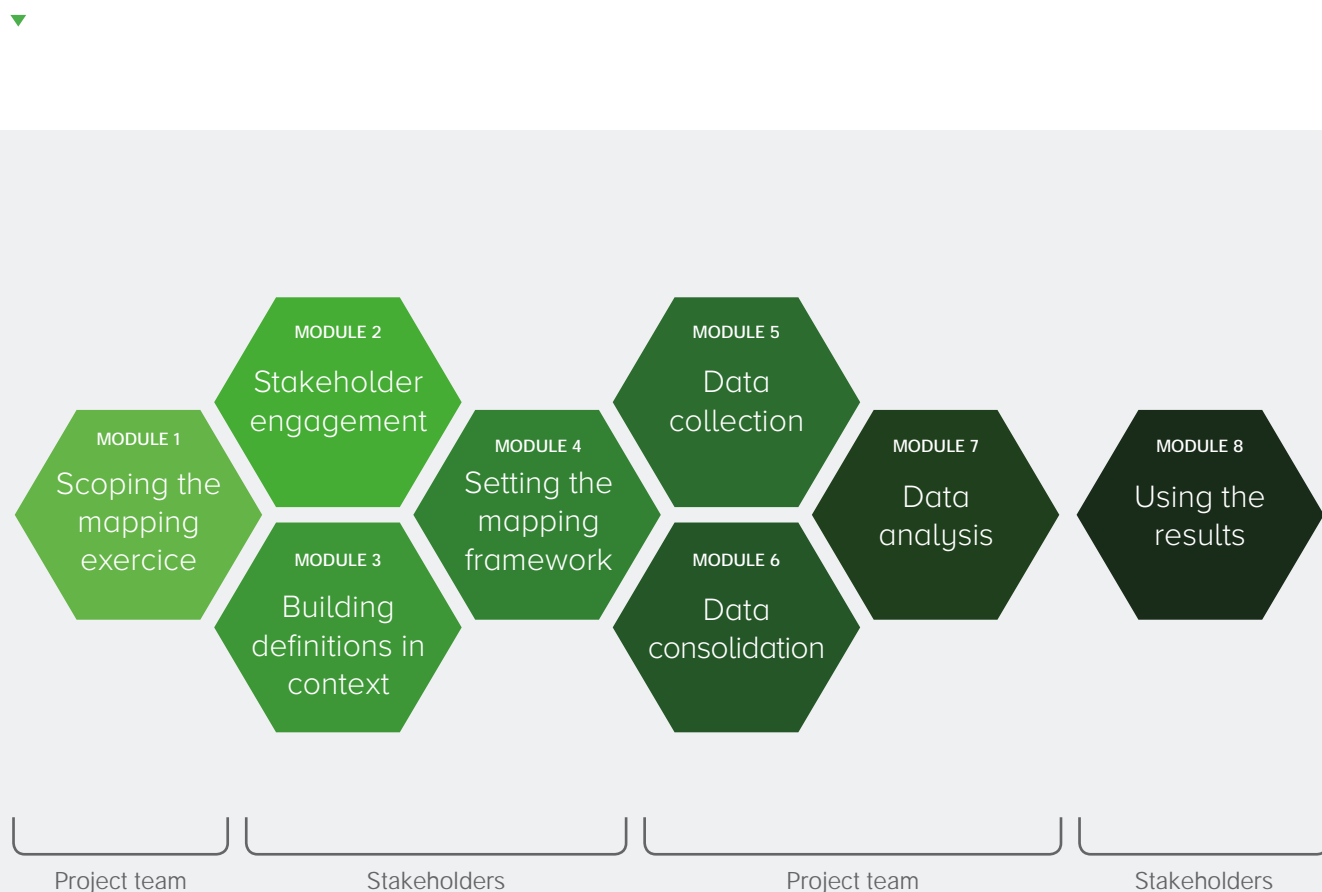 MODULE 1
Scoping the
mapping
exercice
MODULE 2
Stakeholder
engagement
MODULE 3
Building
definitions in
context
MODULE 4
Setting the
mapping
framework
MODULE 5
Data
collection
MODULE 6
Data
consolidation
MODULE 7
Data
analysis
MODULE 8
Using the
results
Project team
Stakeholders
Project team
Stakeholders